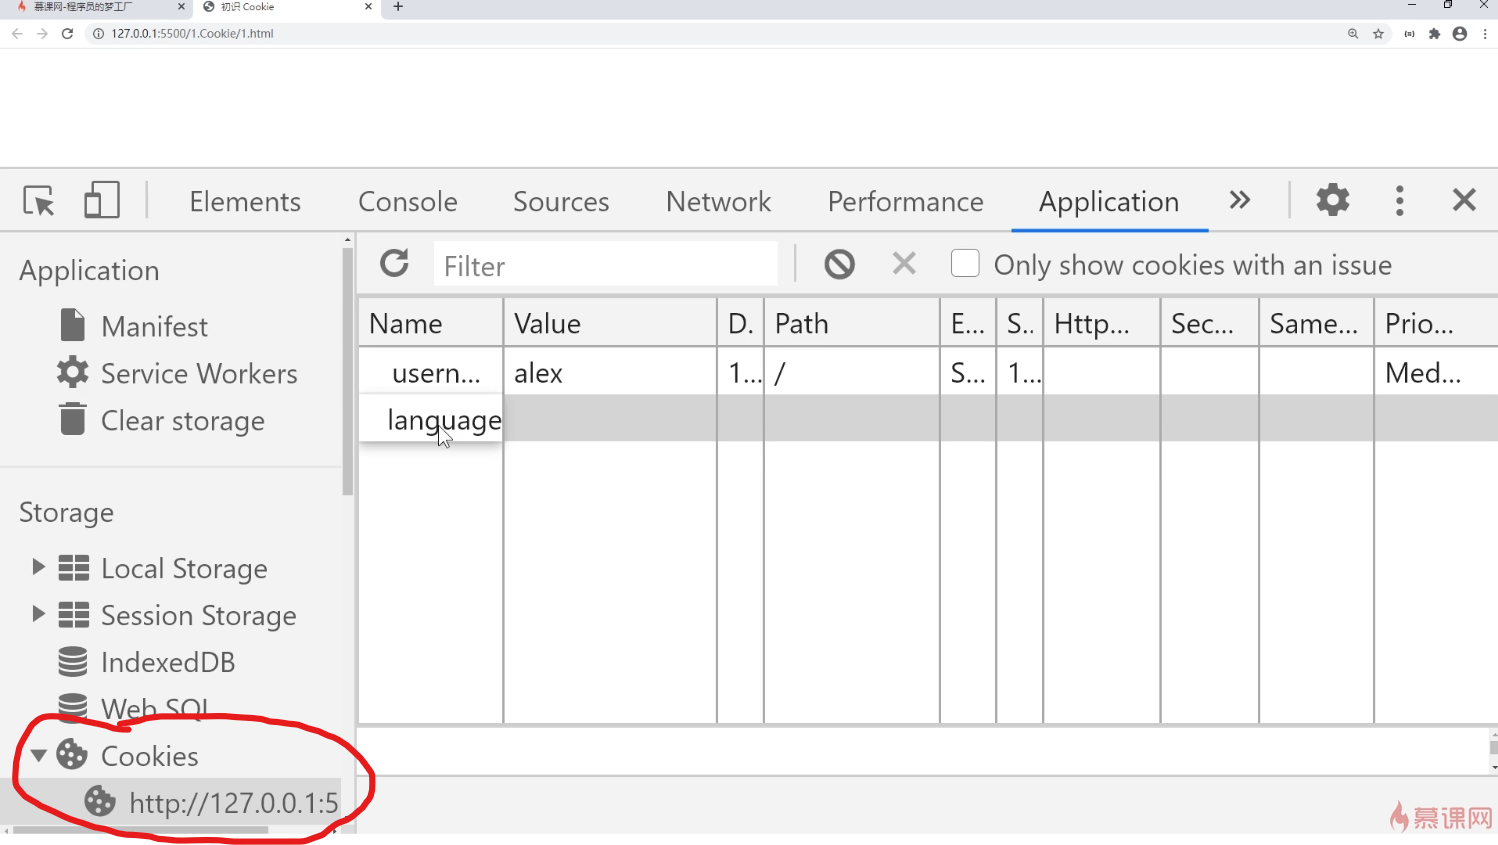 慕课网-程序员的梦工厂
初识 Cookie
127.0.0.1:5500/1.Cookie/1.html
Elements Console Sources Network Performance Application
Application
Manifest
Service Workers
Clear storage
Storage
Local Storage
Session Storage
IndexedDB
Web SQL
Cookies
http://127.0.0.1:5
Filter
Only show cookies with an issue
Name Value D. Path E... S.. Http... Sec... Same... Prio...
usern... alex 1... / S... 1... Med...
language
慕课网